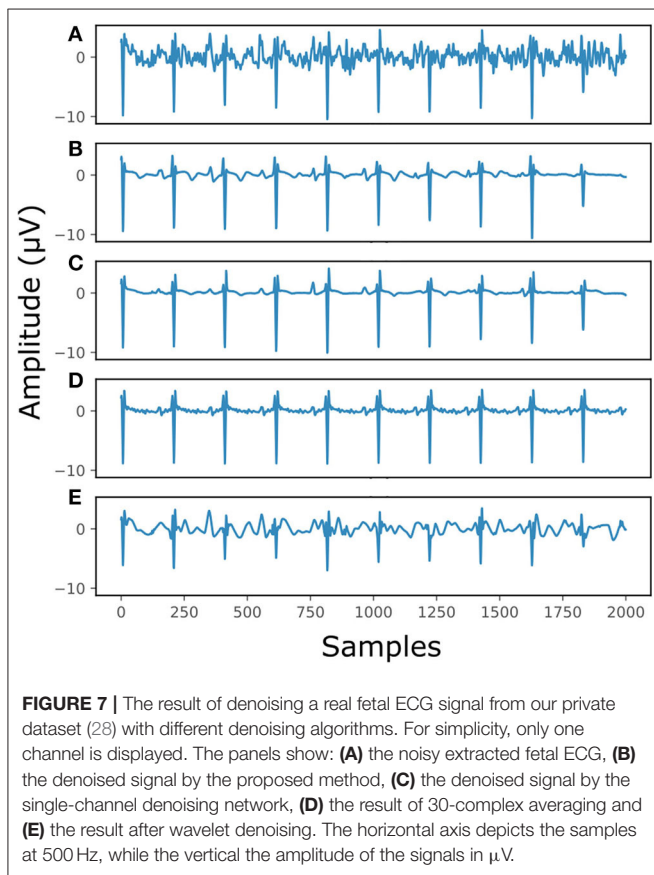 A
0
−10
B
0
−10
C
0
−10
D
0
−10
E
0
−10
Amplitude (μV)
0 250 500 750 1000 1250 1500 1750 2000
Samples
FIGURE 7 | The result of denoising a real fetal ECG signal from our private
dataset (28) with different denoising algorithms. For simplicity, only one
channel is displayed. The panels show: (A) the noisy extracted fetal ECG, (B)
the denoised signal by the proposed method, (C) the denoised signal by the
single-channel denoising network, (D) the result of 30-complex averaging and
(E) the result after wavelet denoising. The horizontal axis depicts the samples
at 500 Hz, while the vertical the amplitude of the signals in μV.